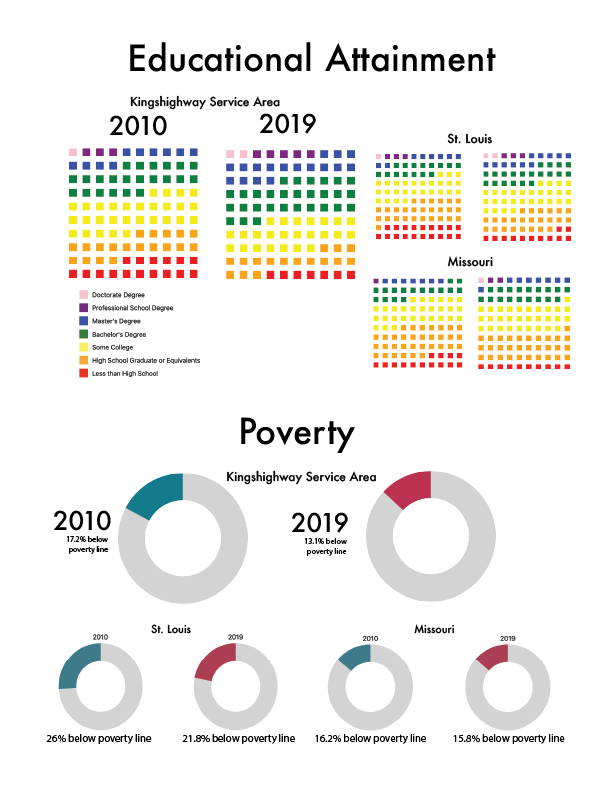 Educational Attainment
Kingshighway Service Area
2010
2019
St. Louis
Missouri
Doctorate Degree
Professional School Degree
Master's Degree
Bachelor's Degree
Some College
High School Graduate or Equivalents
Less than High School
Poverty
Kingshighway Service Area
2010
17.2% below
poverty line
2019
13.1% below
poverty line
St. Louis
Missouri
2010
2019
2010
2019
26% below poverty line
21.8% below poverty line
16.2% below poverty line
15.8% below poverty line